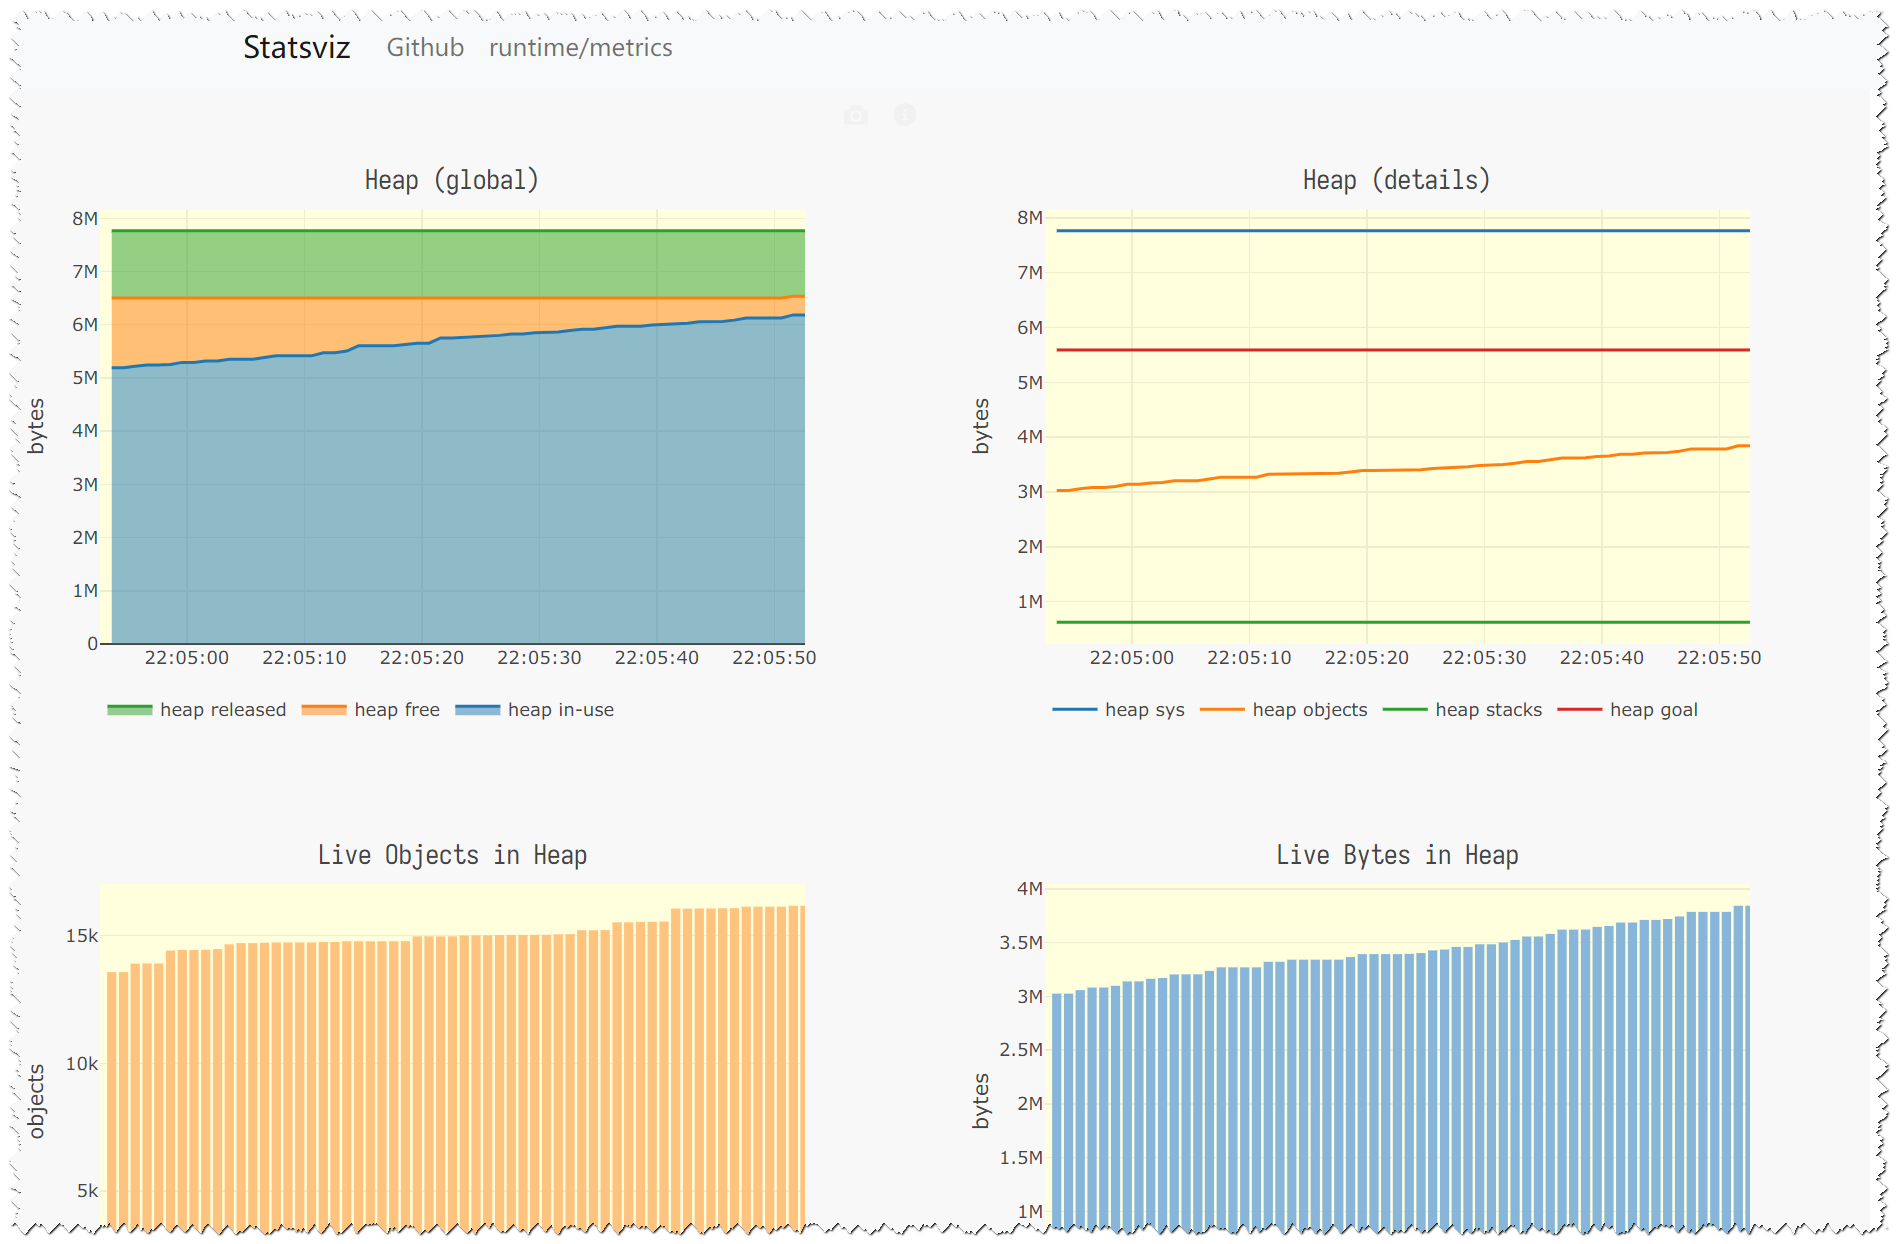 Statsviz Github runtime/metrics
Heap (global)
8M
7M
6M
5M
4M
3M
2M
1M
0
bytes
22:05:00 22:05:10 22:05:20 22:05:30 22:05:40 22:05:50
heap released heap free heap in-use
Heap (details)
8M
7M
6M
5M
4M
3M
2M
1M
bytes
22:05:00 22:05:10 22:05:20 22:05:30 22:05:40 22:05:50
heap sys heap objects heap stacks heap goal
Live Objects in Heap
15k
10k
5k
objects
Live Bytes in Heap
4M
3.5M
3M
2.5M
2M
1.5M
1M
bytes